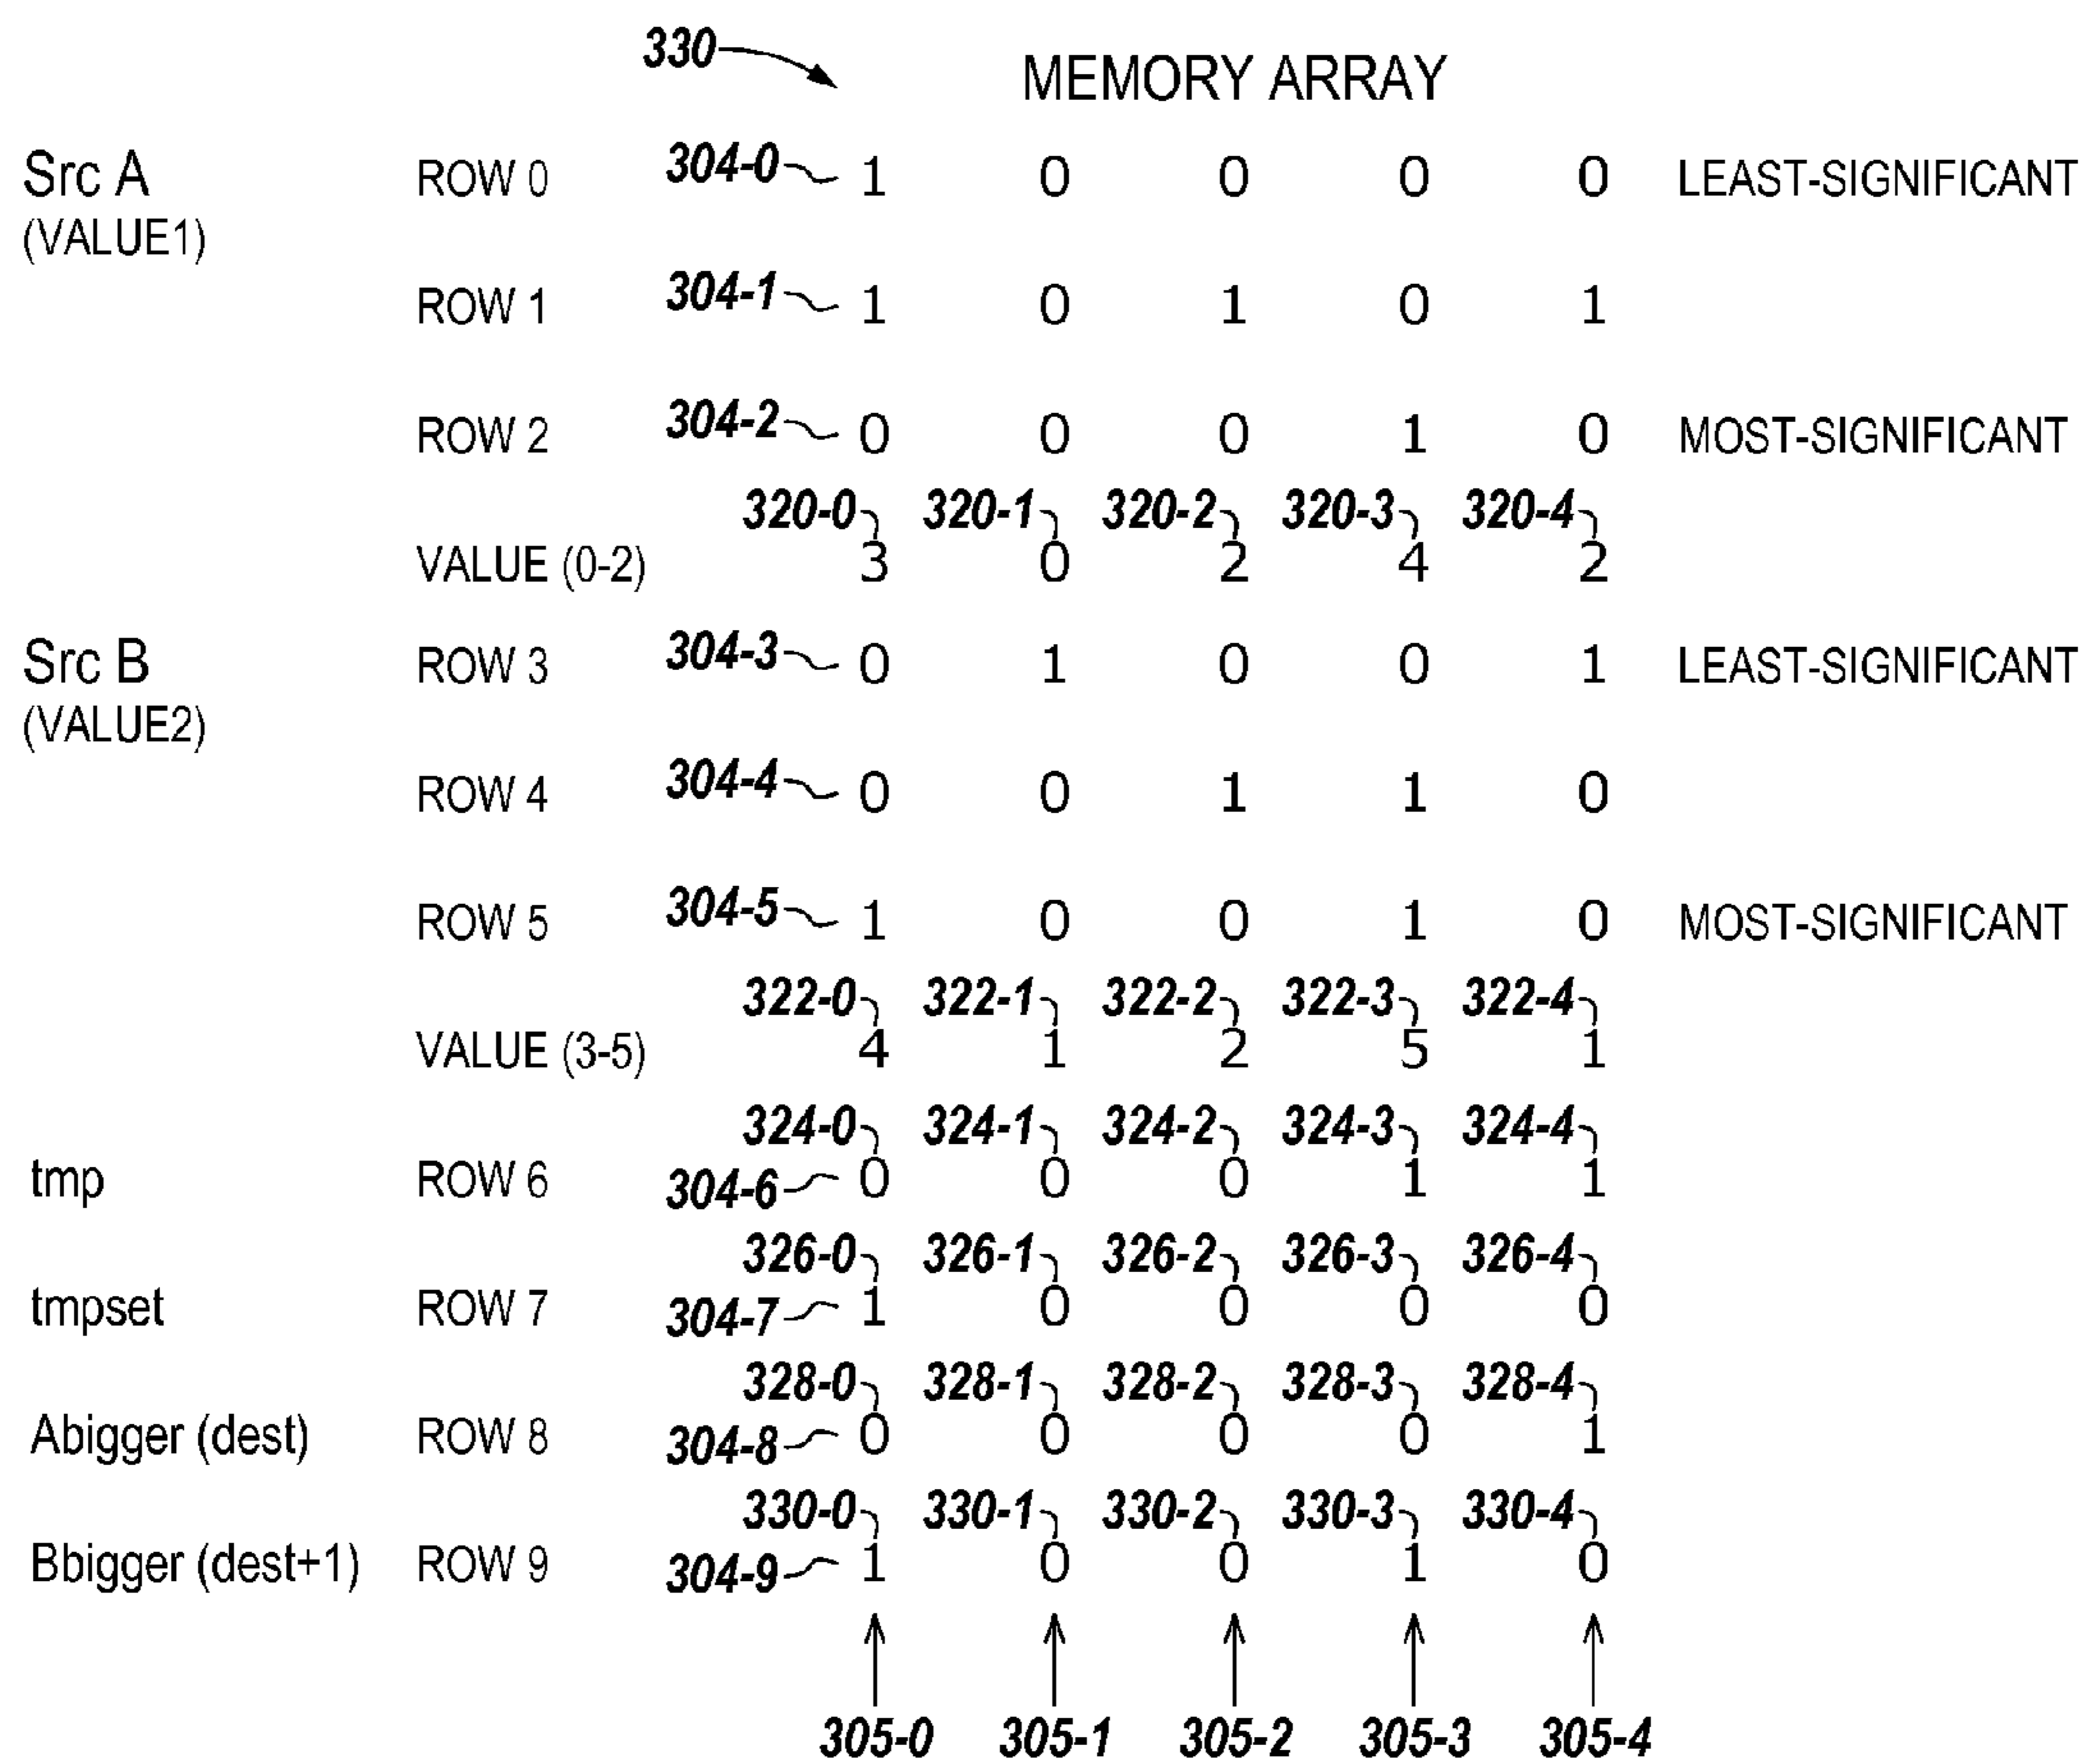 330 MEMORY ARRAY
Src A ROW 0 304-0 1 0 0 0 0 LEAST-SIGNIFICANT
(VALUE1)
ROW 1 304-1 1 0 1 0 1
ROW 2 304-2 0 0 0 1 0 MOST-SIGNIFICANT
320-0 320-1 320-2 320-3 320-4
VALUE (0-2) 3 0 2 4 2
Src B ROW 3 304-3 0 1 0 0 1 LEAST-SIGNIFICANT
(VALUE2)
ROW 4 304-4 0 0 1 1 0
ROW 5 304-5 1 0 0 1 0 MOST-SIGNIFICANT
322-0 322-1 322-2 322-3 322-4
VALUE (3-5) 4 1 2 5 1
324-0 324-1 324-2 324-3 324-4
tmp ROW 6 304-6 0 0 0 1 1
326-0 326-1 326-2 326-3 326-4
tmpset ROW 7 304-7 1 0 0 0 0
328-0 328-1 328-2 328-3 328-4
Abigger (dest) ROW 8 304-8 0 0 0 0 1
330-0 330-1 330-2 330-3 330-4
Bbigger (dest+1) ROW 9 304-9 1 0 0 1 0
305-0 305-1 305-2 305-3 305-4